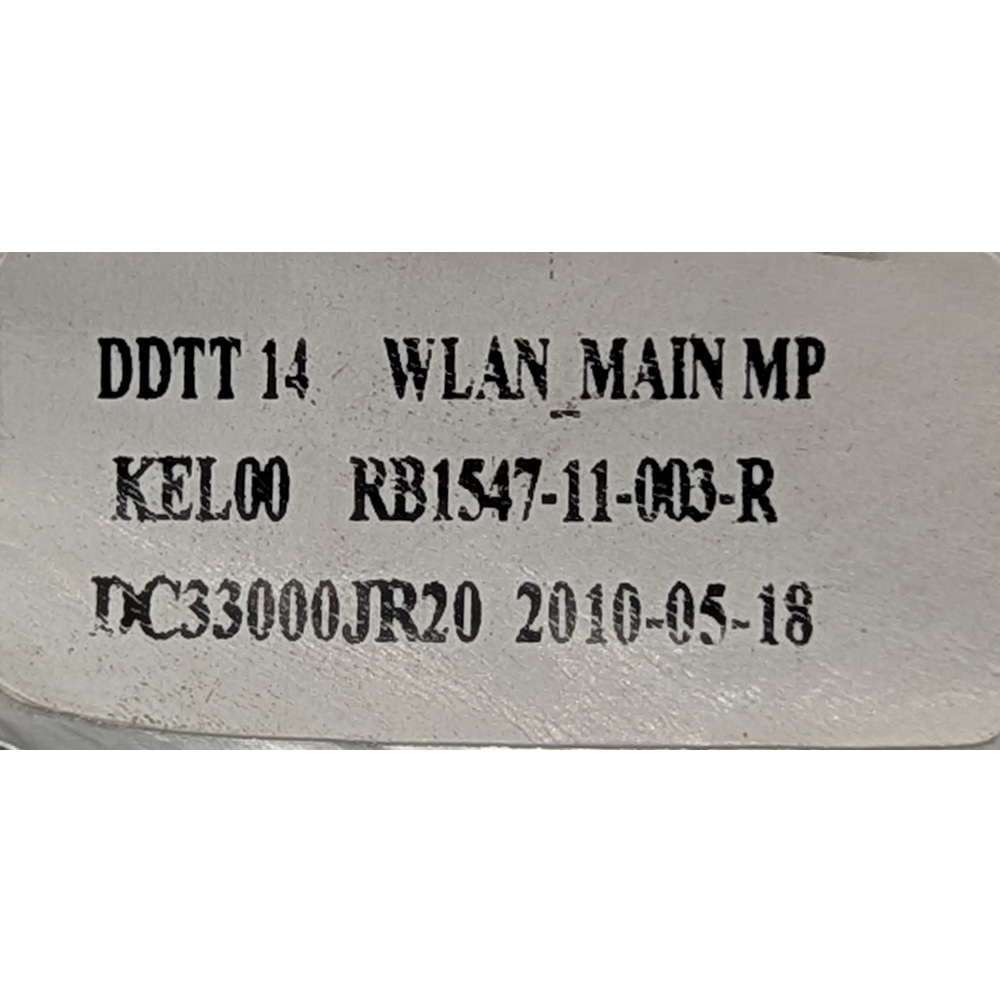 DDTT 14 WLAN_MAIN MP
KEL00 RB1547-11-003-R
DC33000JR20 2010-05-18